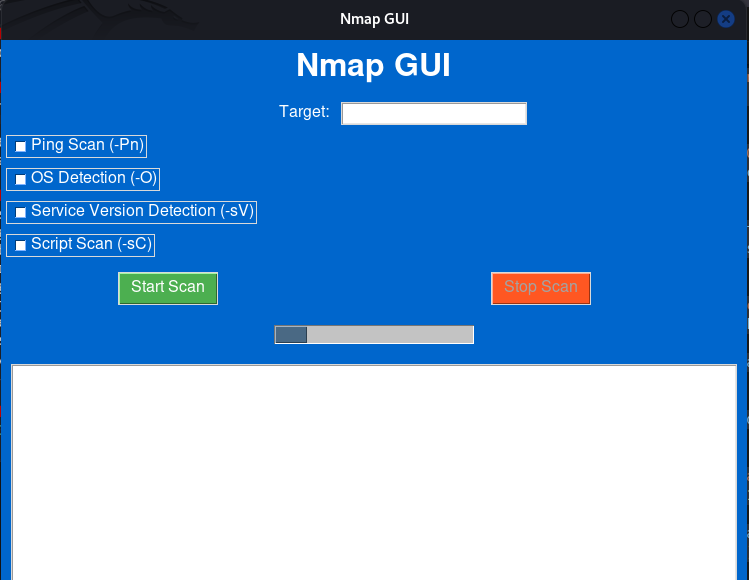 Nmap GUI
Nmap GUI
Target:
Ping Scan (-Pn)
OS Detection (-O)
Service Version Detection (-sV)
Script Scan (-sC)
Start Scan
Stop Scan